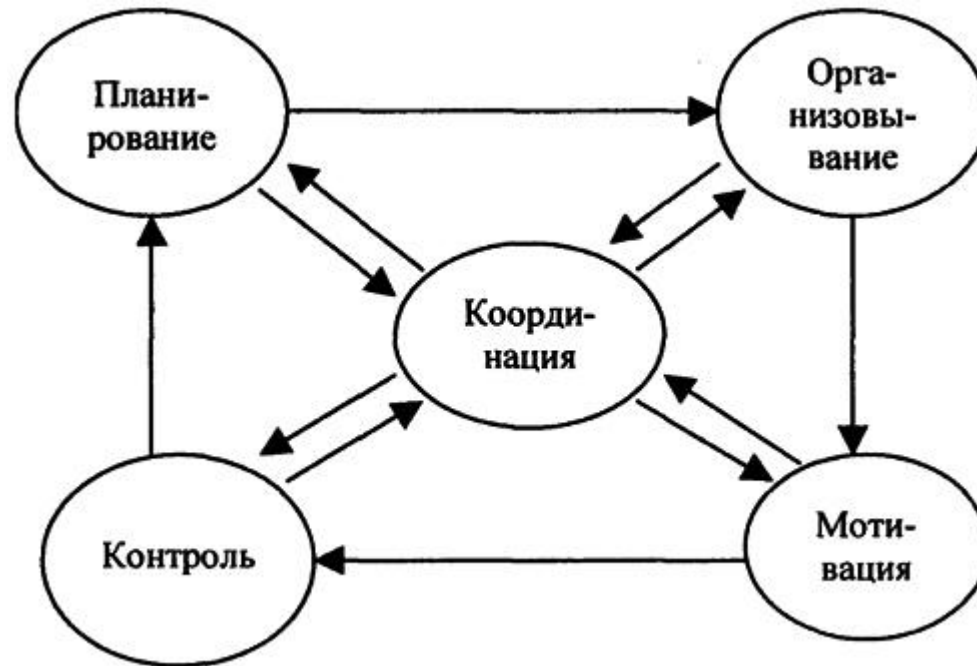 Плани-
рование
Орга-
низовы-
вание
Коорди-
нация
Контроль
Моти-
вация